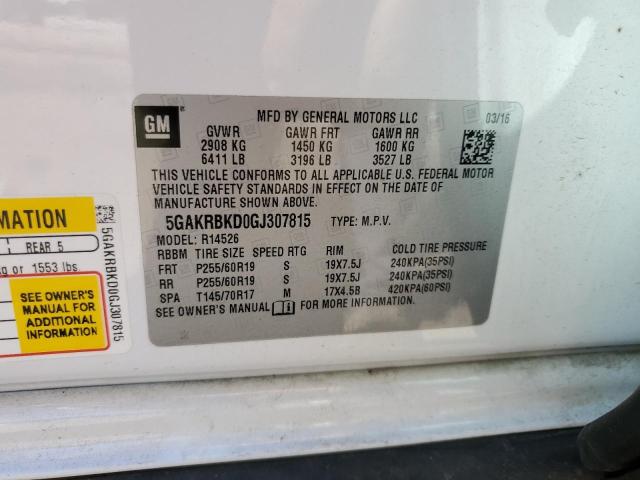 GM
MFD BY GENERAL MOTORS LLC 03/16
GVWR GAWR FRT GAWR RR
2908 KG 1450 KG 1600 KG
6411 LB 3196 LB 3527 LB
THIS VEHICLE CONFORMS TO ALL APPLICABLE U.S. FEDERAL MOTOR
VEHICLE SAFETY STANDARDS IN EFFECT ON THE DATE OF
MANUFACTURE SHOWN ABOVE.
5GAKRBKD0GJ307815 TYPE: M.P.V.
MODEL: R14526
RBBM TIRE SIZE SPEED RTG RIM COLD TIRE PRESSURE
FRT P255/60R19 S 19X7.5J 240KPA(35PSI)
RR P255/60R19 S 19X7.5J 240KPA(35PSI)
SPA T145/70R17 M 17X4.5B 420KPA(60PSI)
SEE OWNER'S MANUAL FOR MORE INFORMATION.
REAR 5
or 1553 lbs.
SEE OWNER'S
MANUAL FOR
ADDITIONAL
INFORMATION
5GAKRBKD0GJ307815